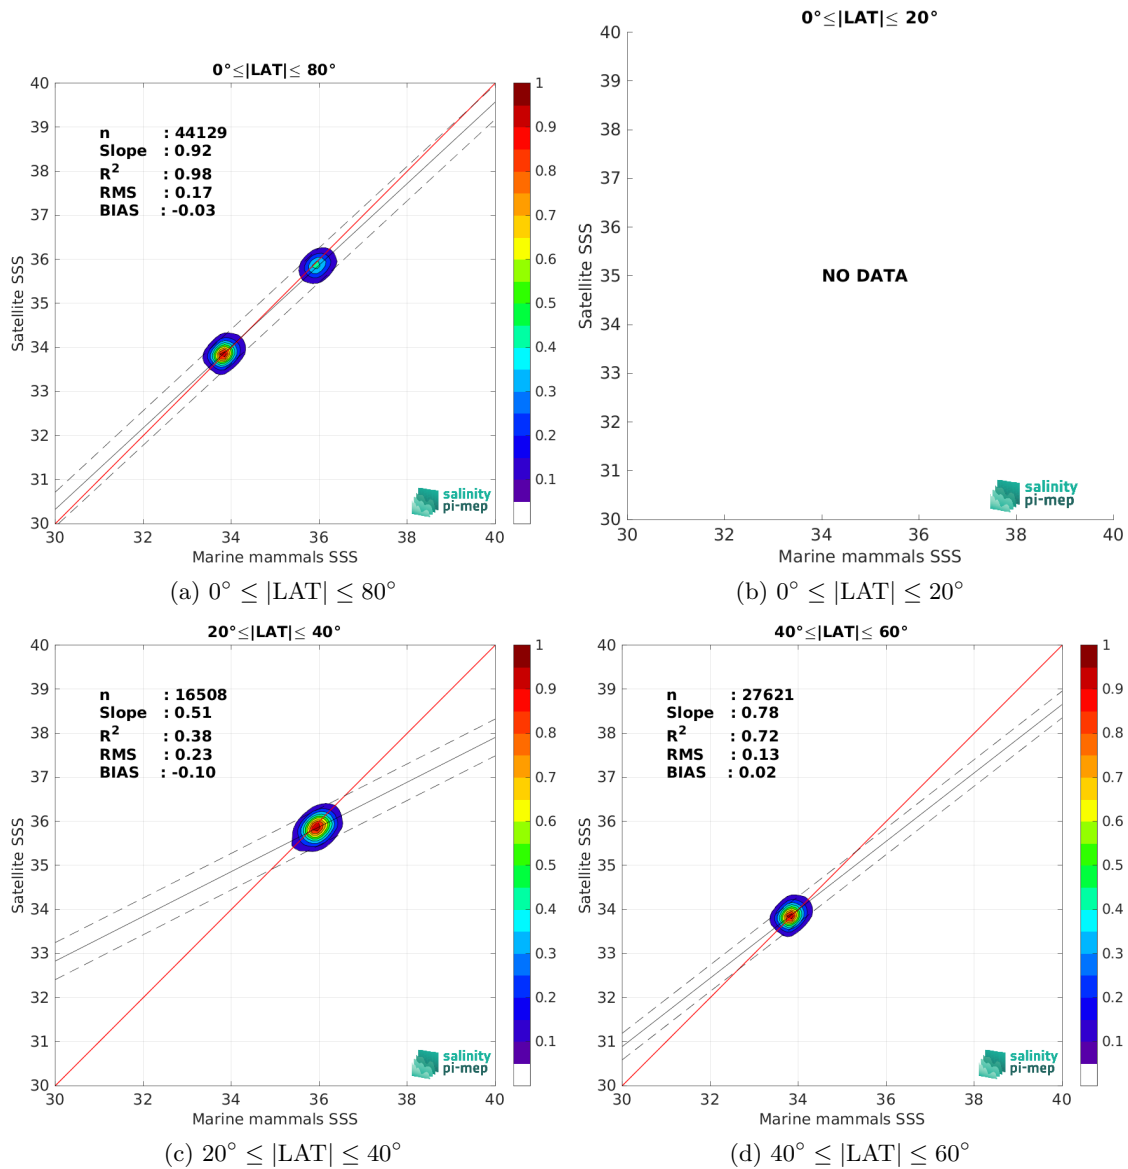 0°≤|LAT|≤ 80°
40
39
38
37
36
35
34
33
32
31
30
n : 44129
Slope : 0.92
R² : 0.98
RMS : 0.17
BIAS : -0.03
Satellite SSS
30 32 34 36 38 40
Marine mammals SSS
1
0.9
0.8
0.7
0.6
0.5
0.4
0.3
0.2
0.1
salinity
pi-mep
(a) 0° ≤ |LAT| ≤ 80°
0°≤|LAT|≤ 20°
40
39
38
37
36
35
34
33
32
31
30
Satellite SSS
NO DATA
salinity
pi-mep
30 32 34 36 38 40
Marine mammals SSS
(b) 0° ≤ |LAT| ≤ 20°
20°≤|LAT|≤ 40°
40
39
38
37
36
35
34
33
32
31
30
n : 16508
Slope : 0.51
R² : 0.38
RMS : 0.23
BIAS : -0.10
Satellite SSS
30 32 34 36 38 40
Marine mammals SSS
1
0.9
0.8
0.7
0.6
0.5
0.4
0.3
0.2
0.1
salinity
pi-mep
(c) 20° ≤ |LAT| ≤ 40°
40°≤|LAT|≤ 60°
40
39
38
37
36
35
34
33
32
31
30
n : 27621
Slope : 0.78
R² : 0.72
RMS : 0.13
BIAS : 0.02
Satellite SSS
30 32 34 36 38 40
Marine mammals SSS
1
0.9
0.8
0.7
0.6
0.5
0.4
0.3
0.2
0.1
salinity
pi-mep
(d) 40° ≤ |LAT| ≤ 60°